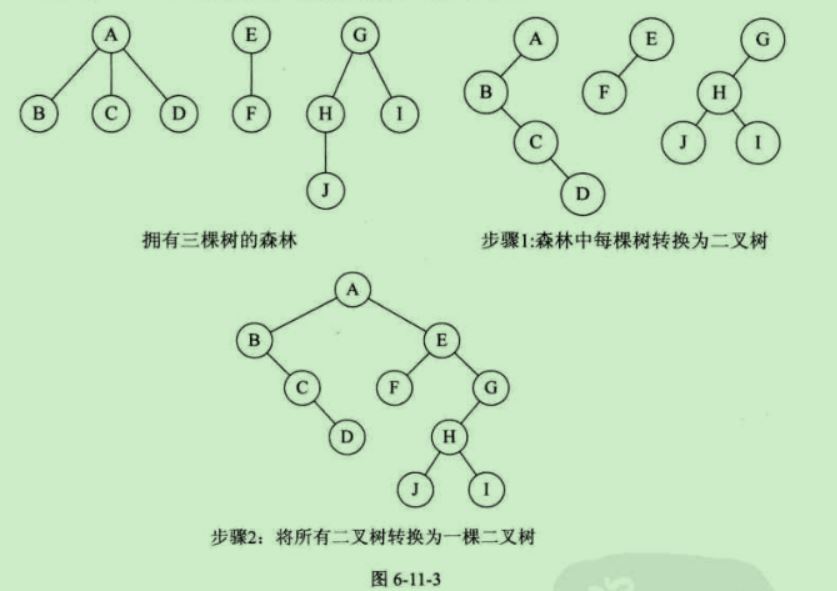 A E G A E G
B C D F H I B F H
J C J I
D
拥有三棵树的森林 步骤1:森林中每棵树转换为二叉树
A
B E
C F G
D H
J I
步骤2：将所有二叉树转换为一棵二叉树
图 6-11-3